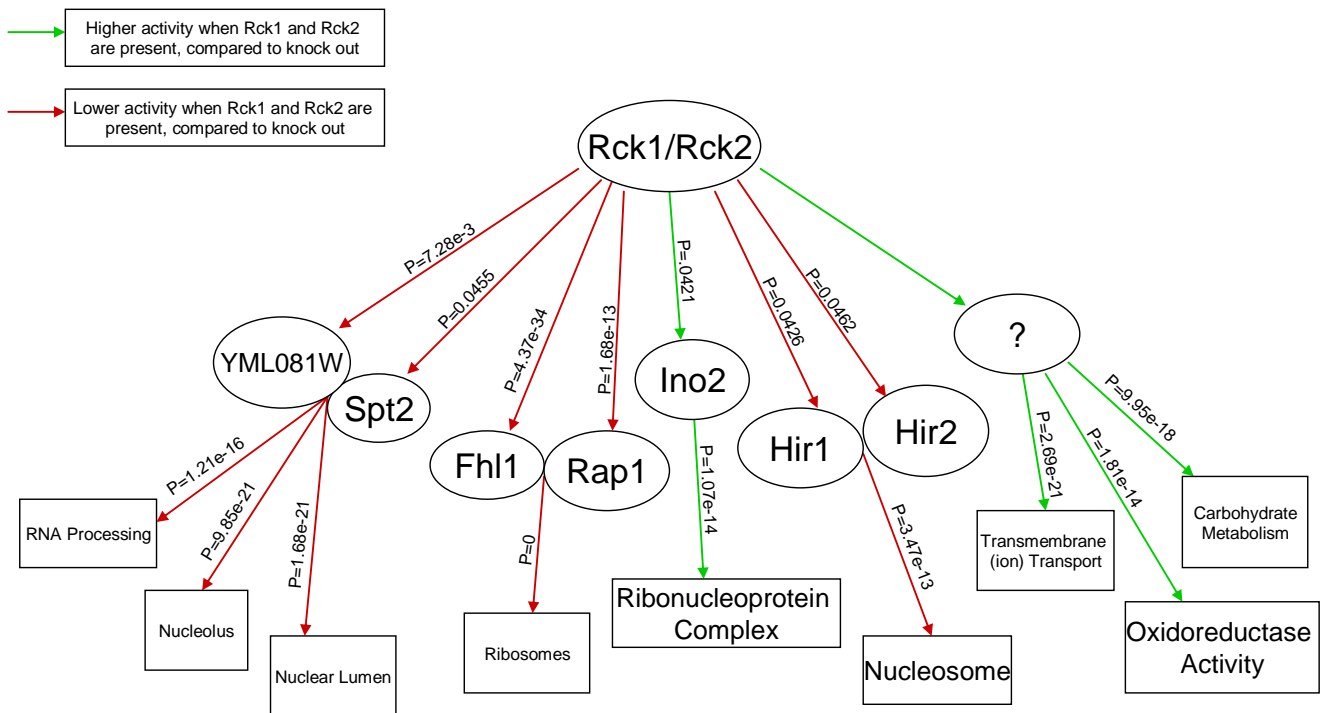 Higher activity when Rck1 and Rck2
are present, compared to knock out
Lower activity when Rck1 and Rck2 are
present, compared to knock out
Rck1/Rck2
P=7.28e-3
P=0.0455
P=4.37e-34
P=1.68e-13
P=.0421
P=0.0426
P=0.0462
YML081W
Spt2
Fhl1
Rap1
Ino2
Hir1
Hir2
?
P=1.21e-16
P=9.85e-21
P=1.68e-21
P=0
P=1.07e-14
P=3.47e-13
P=2.69e-21
P=1.81e-14
P=9.95e-18
RNA Processing
Nucleolus
Nuclear Lumen
Ribosomes
Ribonucleoprotein
Complex
Nucleosome
Transmembrane
(ion) Transport
Oxidoreductase
Activity
Carbohydrate
Metabolism